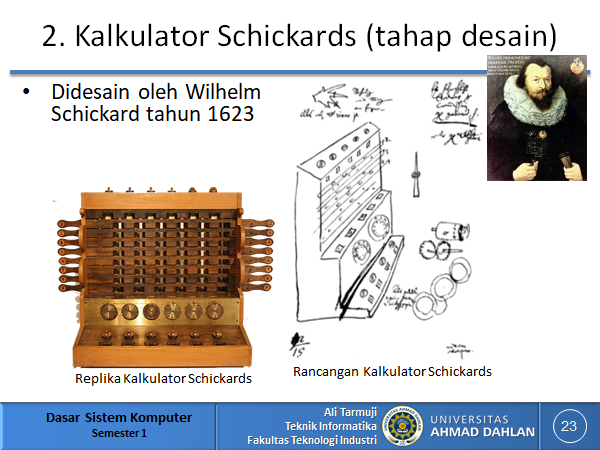 2. Kalkulator Schickards (tahap desain)
• Didesain oleh Wilhelm
Schickard tahun 1623
Replika Kalkulator Schickards
Rancangan Kalkulator Schickards
Dasar Sistem Komputer
Semester 1
Ali Tarmuji
Teknik Informatika
Fakultas Teknologi Industri
UNIVERSITAS
AHMAD DAHLAN
23